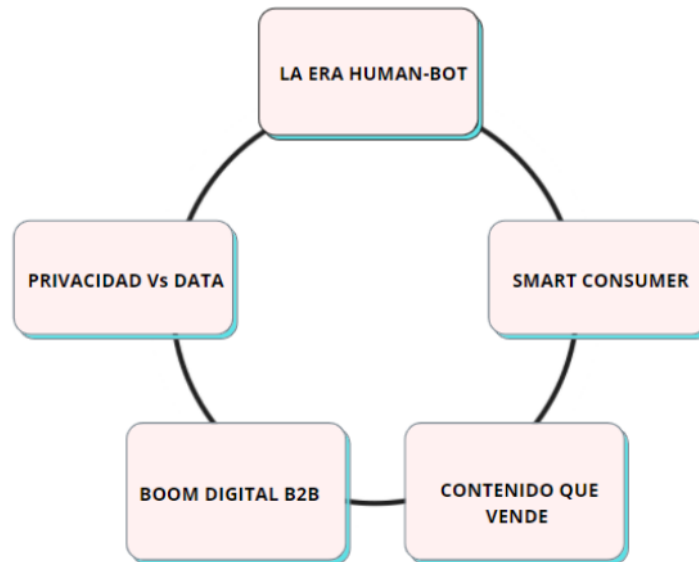 LA ERA HUMAN-BOT
PRIVACIDAD Vs DATA
SMART CONSUMER
BOOM DIGITAL B2B
CONTENIDO QUE
VENDE